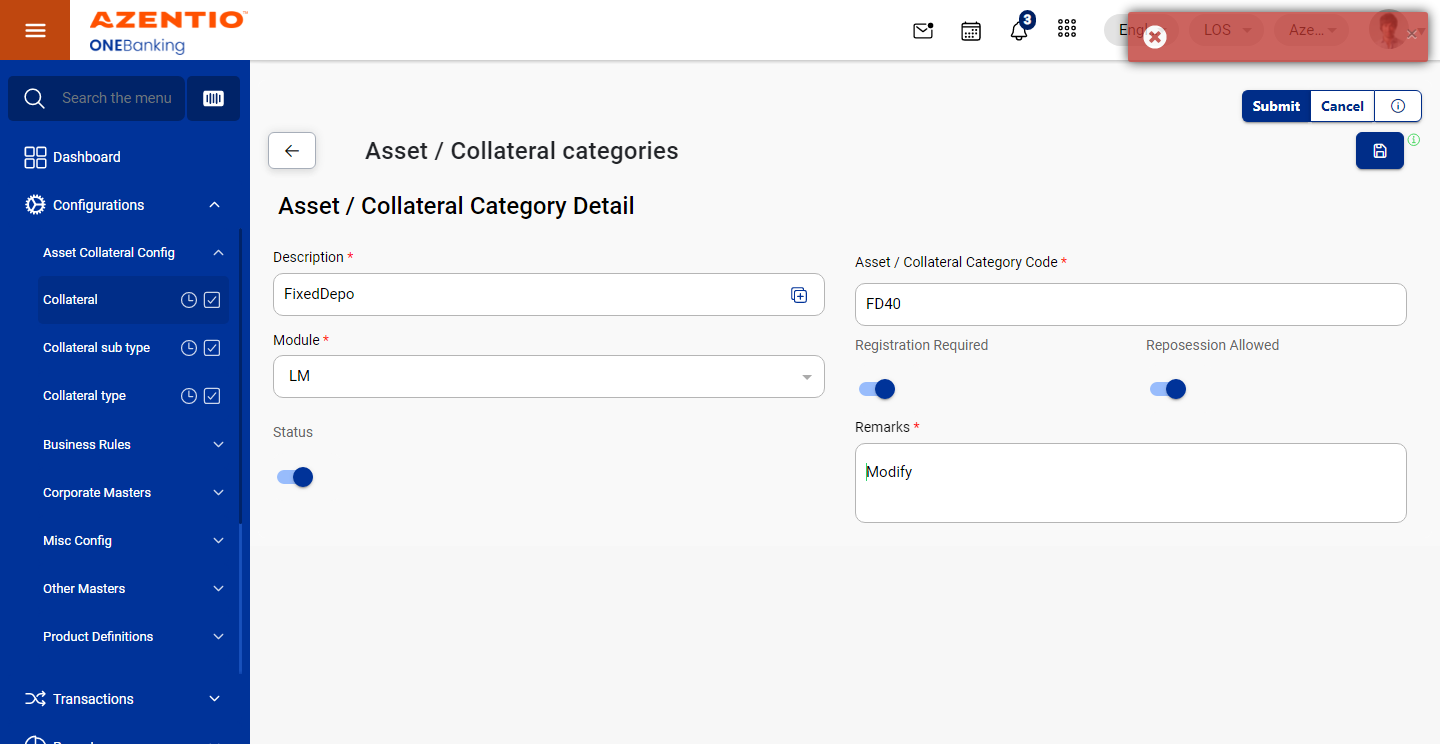 AZENTIO™
ONEBanking
3
Engl
LOS
Aze...
Search the menu
Submit
Cancel
Dashboard
Asset / Collateral categories
Configurations
Asset / Collateral Category Detail
Asset Collateral Config
Description *
Asset / Collateral Category Code *
Collateral
FixedDepo
FD40
Module *
Registration Required
Reposession Allowed
Collateral sub type
LM
Collateral type
Status
Remarks *
Business Rules
Modify
Corporate Masters
Misc Config
Other Masters
Product Definitions
Transactions